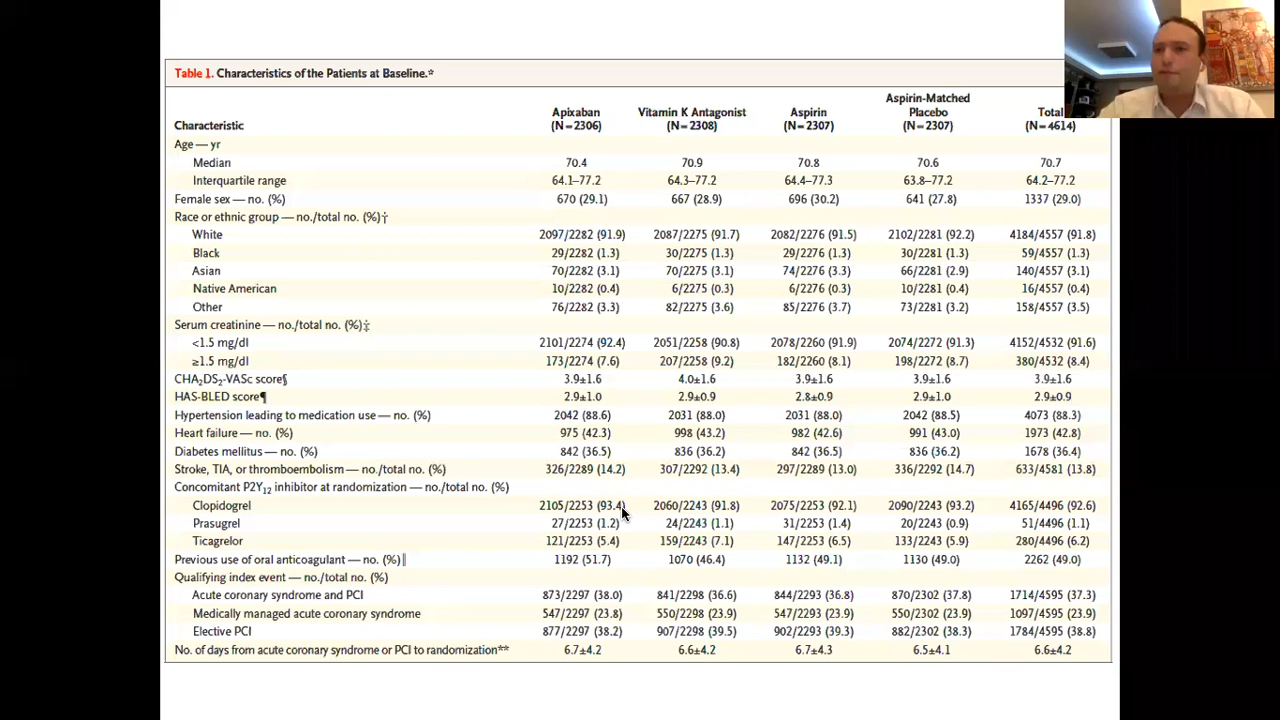 Table 1. Characteristics of the Patients at Baseline.*
Characteristic Apixaban (N=2306) Vitamin K Antagonist (N=2308) Aspirin (N=2307) Aspirin-Matched Placebo (N=2307) Total (N=4614)
Age — yr
Median 70.4 70.9 70.8 70.6 70.7
Interquartile range 64.1–77.2 64.3–77.2 64.4–77.3 63.8–77.2 64.2–77.2
Female sex — no. (%) 670 (29.1) 667 (28.9) 696 (30.2) 641 (27.8) 1337 (29.0)
Race or ethnic group — no./total no. (%)†
White 2097/2282 (91.9) 2087/2275 (91.7) 2082/2276 (91.5) 2102/2281 (92.2) 4184/4557 (91.8)
Black 29/2282 (1.3) 30/2275 (1.3) 29/2276 (1.3) 30/2281 (1.3) 59/4557 (1.3)
Asian 70/2282 (3.1) 70/2275 (3.1) 74/2276 (3.3) 66/2281 (2.9) 140/4557 (3.1)
Native American 10/2282 (0.4) 6/2275 (0.3) 6/2276 (0.3) 10/2281 (0.4) 16/4557 (0.4)
Other 76/2282 (3.3) 82/2275 (3.6) 85/2276 (3.7) 73/2281 (3.2) 158/4557 (3.5)
Serum creatinine — no./total no. (%)‡
<1.5 mg/dl 2101/2274 (92.4) 2051/2258 (90.8) 2078/2260 (91.9) 2074/2272 (91.3) 4152/4532 (91.6)
≥1.5 mg/dl 173/2274 (7.6) 207/2258 (9.2) 182/2260 (8.1) 198/2272 (8.7) 380/4532 (8.4)
CHA₂DS₂-VASc score§ 3.9±1.6 4.0±1.6 3.9±1.6 3.9±1.6 3.9±1.6
HAS-BLED score¶ 2.9±1.0 2.9±0.9 2.8±0.9 2.9±1.0 2.9±0.9
Hypertension leading to medication use — no. (%) 2042 (88.6) 2031 (88.0) 2031 (88.0) 2042 (88.5) 4073 (88.3)
Heart failure — no. (%) 975 (42.3) 998 (43.2) 982 (42.6) 991 (43.0) 1973 (42.8)
Diabetes mellitus — no. (%) 842 (36.5) 836 (36.2) 842 (36.5) 836 (36.2) 1678 (36.4)
Stroke, TIA, or thromboembolism — no./total no. (%) 326/2289 (14.2) 307/2292 (13.4) 297/2289 (13.0) 336/2292 (14.7) 633/4581 (13.8)
Concomitant P2Y₁₂ inhibitor at randomization — no./total no. (%)
Clopidogrel 2105/2253 (93.4) 2060/2243 (91.8) 2075/2253 (92.1) 2090/2243 (93.2) 4165/4496 (92.6)
Prasugrel 27/2253 (1.2) 24/2243 (1.1) 31/2253 (1.4) 20/2243 (0.9) 51/4496 (1.1)
Ticagrelor 121/2253 (5.4) 159/2243 (7.1) 147/2253 (6.5) 133/2243 (5.9) 280/4496 (6.2)
Previous use of oral anticoagulant — no. (%)‖ 1192 (51.7) 1070 (46.4) 1132 (49.1) 1130 (49.0) 2262 (49.0)
Qualifying index event — no./total no. (%)
Acute coronary syndrome and PCI 873/2297 (38.0) 841/2298 (36.6) 844/2293 (36.8) 870/2302 (37.8) 1714/4595 (37.3)
Medically managed acute coronary syndrome 547/2297 (23.8) 550/2298 (23.9) 547/2293 (23.9) 550/2302 (23.9) 1097/4595 (23.9)
Elective PCI 877/2297 (38.2) 907/2298 (39.5) 902/2293 (39.3) 882/2302 (38.3) 1784/4595 (38.8)
No. of days from acute coronary syndrome or PCI to randomization** 6.7±4.2 6.6±4.2 6.7±4.3 6.5±4.1 6.6±4.2